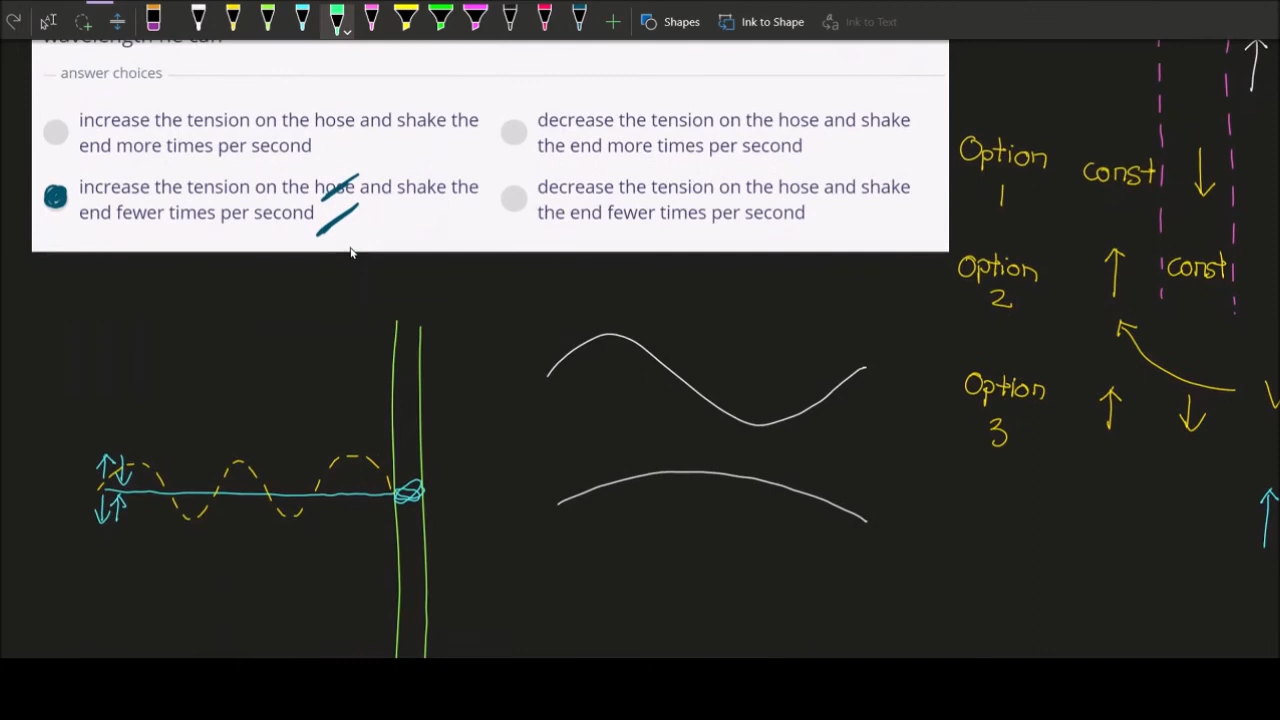 Shapes
Ink to Shape
Ink to Text
wavelength he can
answer choices
increase the tension on the hose and shake the
end more times per second
decrease the tension on the hose and shake
the end more times per second
increase the tension on the hose and shake the
end fewer times per second
decrease the tension on the hose and shake
the end fewer times per second
Option const
1
Option const
2
Option
3